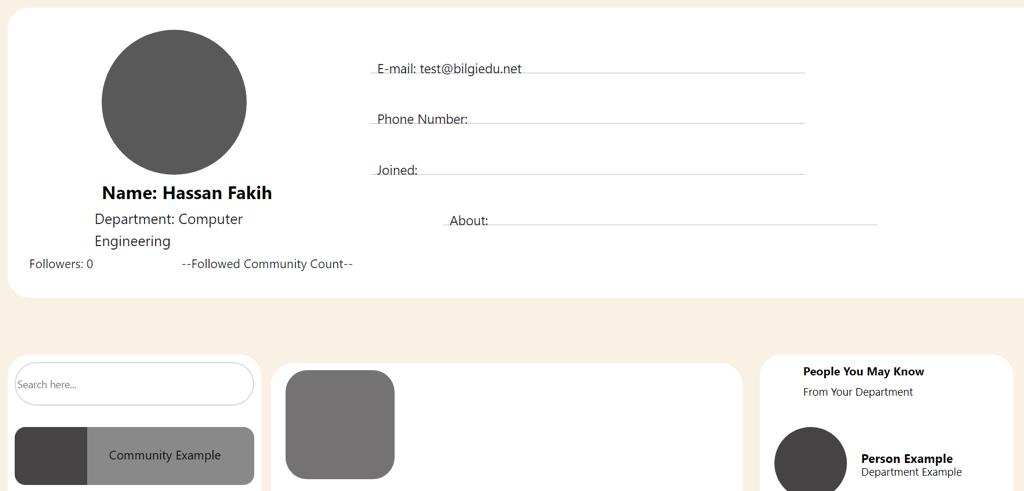 E-mail: test@bilgiedu.net
Phone Number:
Joined:
About:
Name: Hassan Fakih
Department: Computer
Engineering
Followers: 0
--Followed Community Count--
Search here...
Community Example
People You May Know
From Your Department
Person Example
Department Example